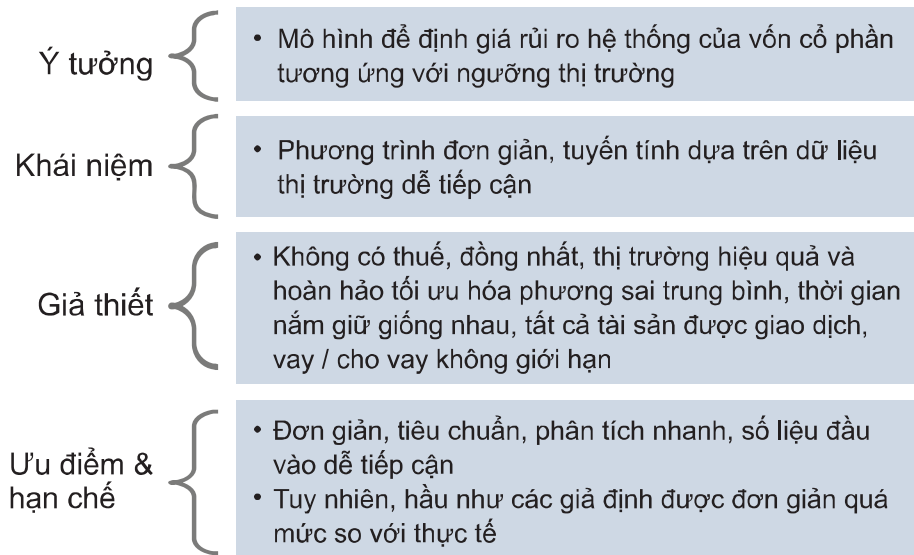 Ý tưởng
• Mô hình để định giá rủi ro hệ thống của vốn cổ phần
tương ứng với ngưỡng thị trường
Khái niệm
• Phương trình đơn giản, tuyến tính dựa trên dữ liệu
thị trường dễ tiếp cận
Giả thiết
• Không có thuế, đồng nhất, thị trường hiệu quả và
hoàn hảo tối ưu hóa phương sai trung bình, thời gian
nắm giữ giống nhau, tất cả tài sản được giao dịch,
vay / cho vay không giới hạn
Ưu điểm &
hạn chế
• Đơn giản, tiêu chuẩn, phân tích nhanh, số liệu đầu
vào dễ tiếp cận
• Tuy nhiên, hầu như các giả định được đơn giản quá
mức so với thực tế